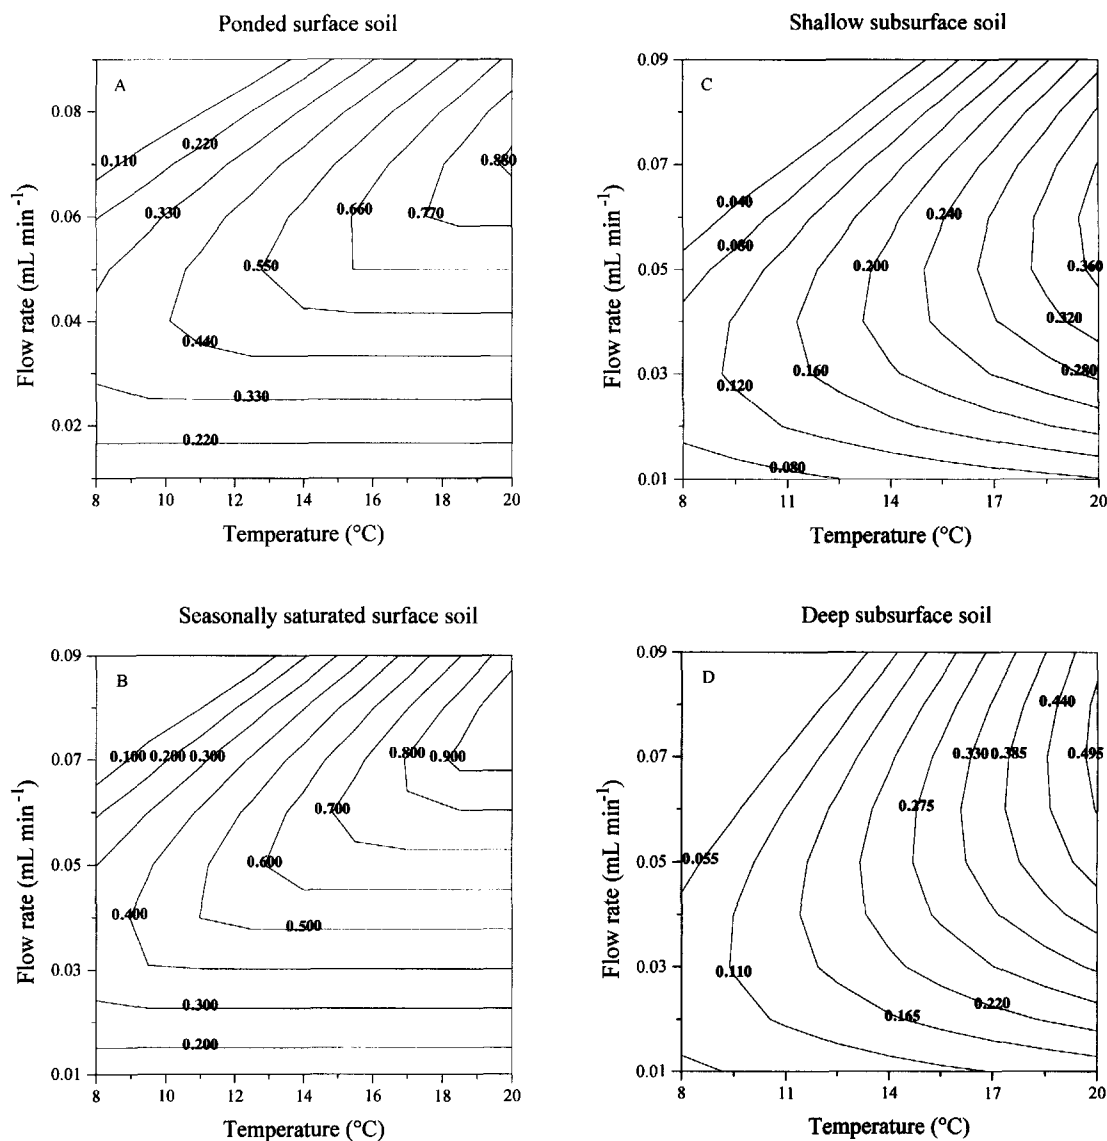 Ponded surface soil
A
0.08
0.06
0.04
0.02
Flow rate (mL min⁻¹)
0.110
0.220
0.330
0.880
0.770
0.660
0.550
0.440
0.330
0.220
8 10 12 14 16 18 20
Temperature (°C)
Shallow subsurface soil
C
0.09
0.07
0.05
0.03
0.01
Flow rate (mL min⁻¹)
0.040
0.080
0.240
0.200
0.360
0.320
0.280
0.160
0.120
0.080
8 11 14 17 20
Temperature (°C)
Seasonally saturated surface soil
B
0.09
0.07
0.05
0.03
0.01
Flow rate (mL min⁻¹)
0.100 0.200 0.300
0.800 0.900
0.700
0.600
0.400
0.500
0.300
0.200
8 10 12 14 16 18 20
Temperature (°C)
Deep subsurface soil
D
0.09
0.07
0.05
0.03
0.01
Flow rate (mL min⁻¹)
0.440
0.330 0.385 0.495
0.275
0.055
0.110
0.220
0.165
8 11 14 17 20
Temperature (°C)